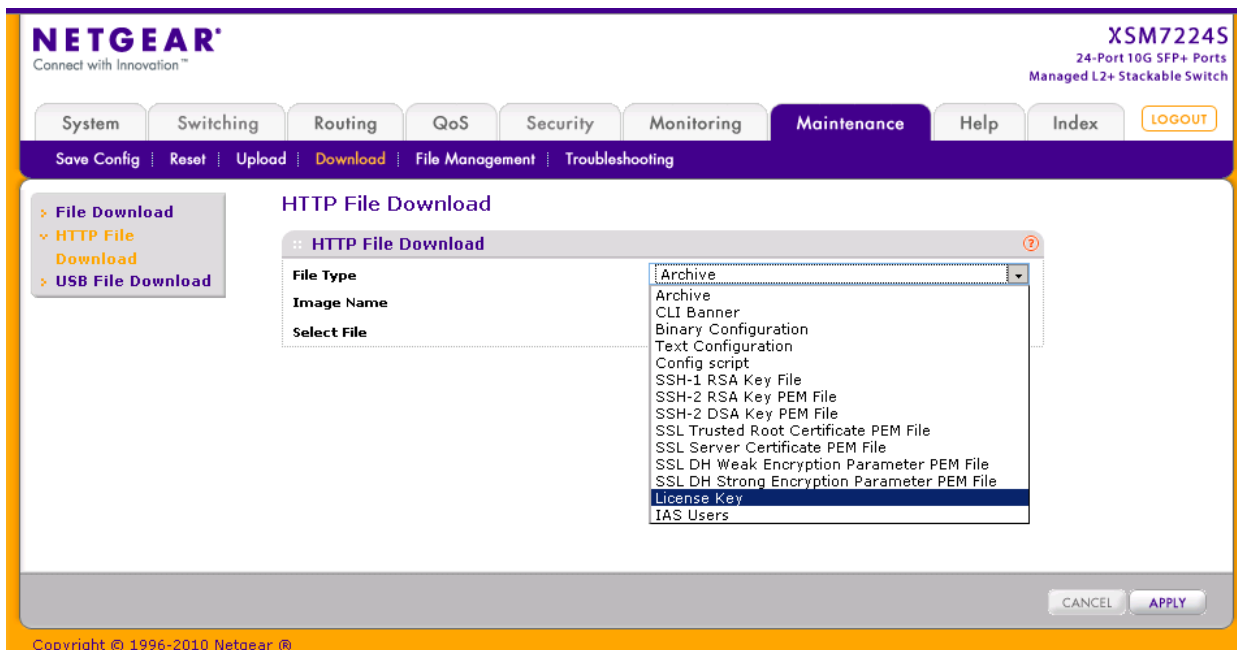 NETGEAR®
Connect with Innovation™
XSM7224S
24-Port 10G SFP+ Ports
Managed L2+ Stackable Switch
System Switching Routing QoS Security Monitoring Maintenance Help Index LOGOUT
Save Config | Reset | Upload | Download | File Management | Troubleshooting
File Download
HTTP File
Download
USB File Download
HTTP File Download
HTTP File Download ?
File Type Archive
Image Name
Select File
Archive
CLI Banner
Binary Configuration
Text Configuration
Config script
SSH-1 RSA Key File
SSH-2 RSA Key PEM File
SSH-2 DSA Key PEM File
SSL Trusted Root Certificate PEM File
SSL Server Certificate PEM File
SSL DH Weak Encryption Parameter PEM File
SSL DH Strong Encryption Parameter PEM File
License Key
IAS Users
CANCEL APPLY
Copyright © 1996-2010 Netgear ®